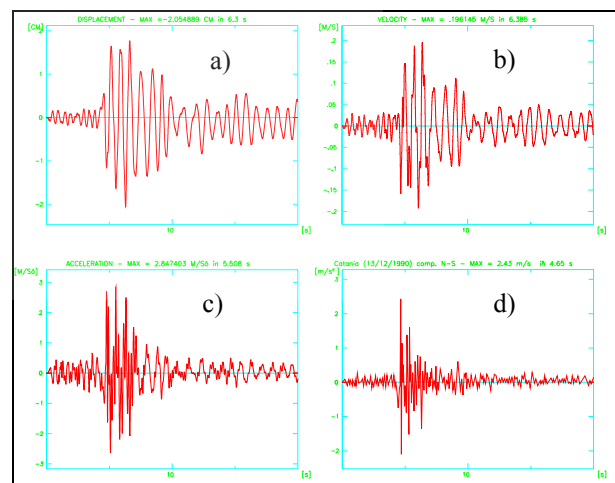 DISPLACEMENT - MAX =-2.054889 CM in 6.3 s
[CM]
2
1
0
-1
-2
a)
10
[s]
VELOCITY - MAX = .196146 M/S in 6.385 s
[M/S]
.2
.15
.1
.05
0
-.05
-.1
-.15
-.2
b)
10
[s]
ACCELERATION - MAX = 2.847403 M/Só in 5.508 s
[M/Só
3
2
1
0
-1
-2
-3
c)
10
[s]
Catania (13/12/1990) comp. N-S - MAX = 2.43 m/s in 4.65 s
[m/s²
3
2
1
0
-1
-2
d)
10
[s]